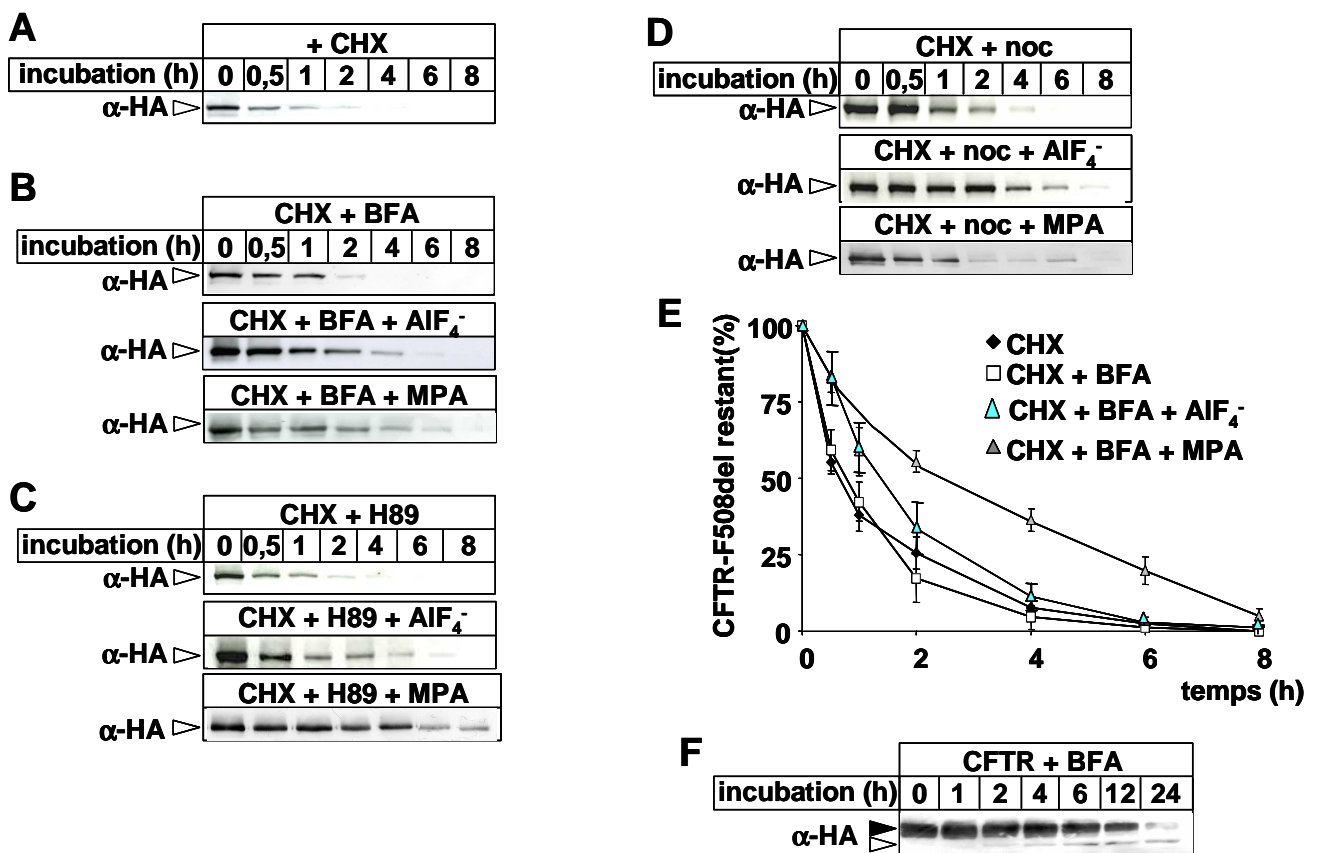 A
+ CHX
incubation (h) 0 0,5 1 2 4 6 8
α-HA
B
CHX + BFA
incubation (h) 0 0,5 1 2 4 6 8
α-HA
CHX + BFA + AlF4-
α-HA
CHX + BFA + MPA
α-HA
C
CHX + H89
incubation (h) 0 0,5 1 2 4 6 8
α-HA
CHX + H89 + AlF4-
α-HA
CHX + H89 + MPA
α-HA
D
CHX + noc
incubation (h) 0 0,5 1 2 4 6 8
α-HA
CHX + noc + AlF4-
α-HA
CHX + noc + MPA
α-HA
E
CFTR-F508del restant(%)
100
75
50
25
0
0 2 4 6 8
temps (h)
CHX
CHX + BFA
CHX + BFA + AlF4-
CHX + BFA + MPA
F
CFTR + BFA
incubation (h) 0 1 2 4 6 12 24
α-HA